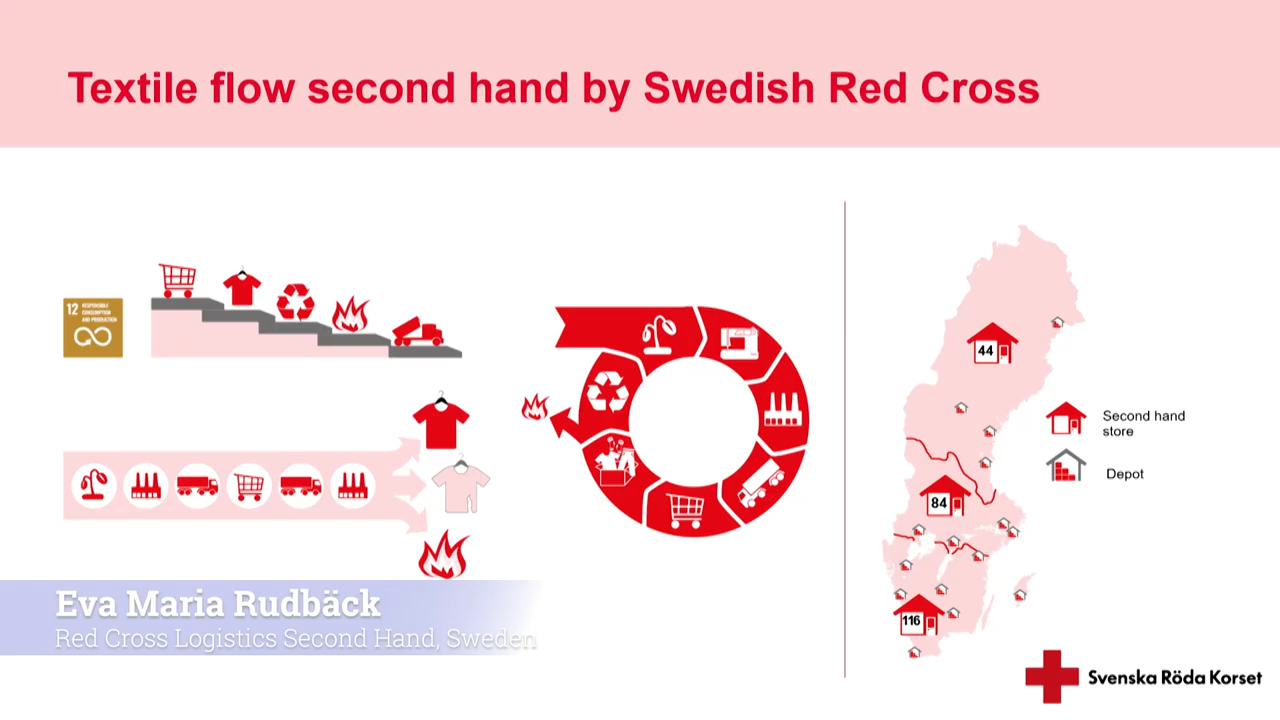 Textile flow second hand by Swedish Red Cross
12 RESPONSIBLE
CONSUMPTION
AND PRODUCTION
44
Second hand
store
Depot
84
116
Eva Maria Rudbäck
Red Cross Logistics Second Hand, Sweden
Svenska Röda Korset